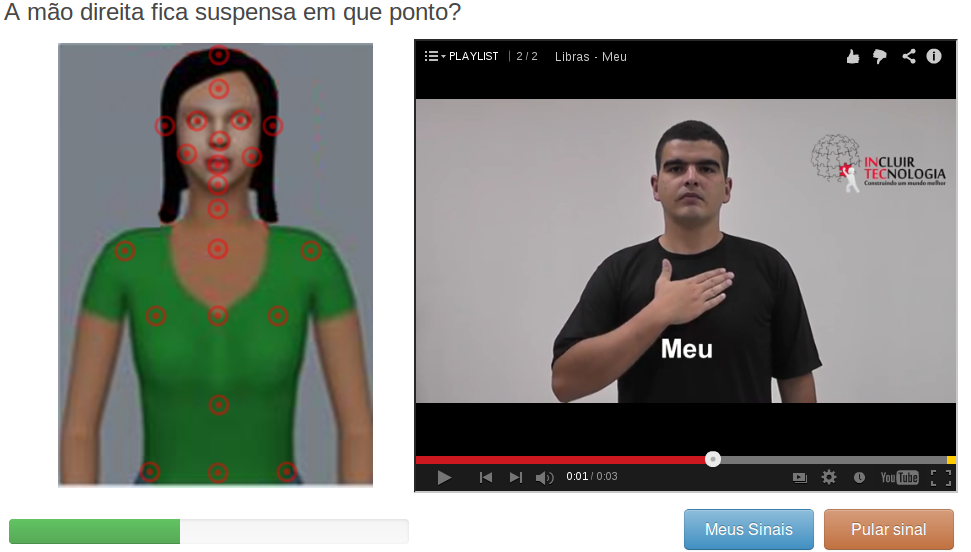 A mão direita fica suspensa em que ponto?
PLAYLIST | 2 / 2 Libras - Meu
INCLUIR
TECNOLOGIA
Construindo um mundo melhor
Meu
0:01 / 0:03
YouTube
Meus Sinais
Pular sinal